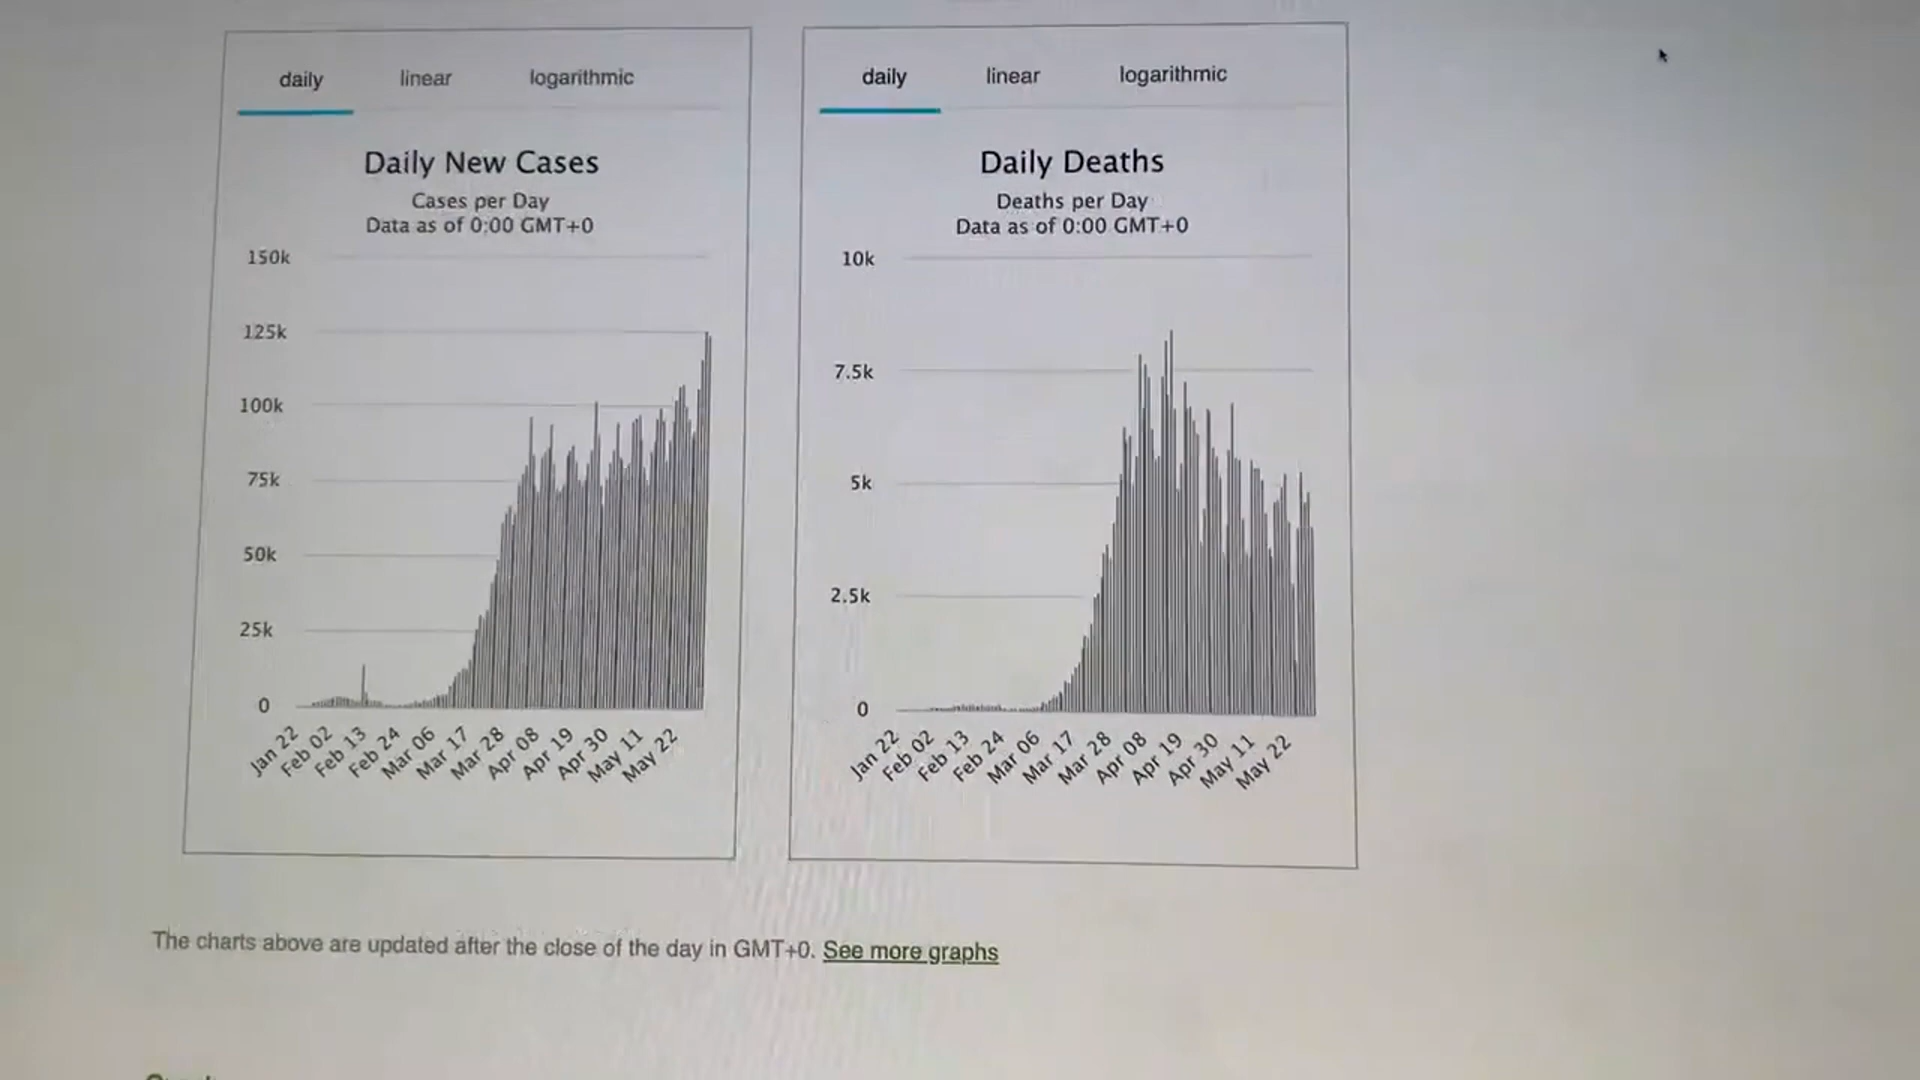 daily linear logarithmic
Daily New Cases
Cases per Day
Data as of 0:00 GMT+0
150k
125k
100k
75k
50k
25k
0
Jan 22
Feb 02
Feb 13
Feb 24
Mar 06
Mar 17
Mar 28
Apr 08
Apr 19
Apr 30
May 11
May 22
daily linear logarithmic
Daily Deaths
Deaths per Day
Data as of 0:00 GMT+0
10k
7.5k
5k
2.5k
0
Jan 22
Feb 02
Feb 13
Feb 24
Mar 06
Mar 17
Mar 28
Apr 08
Apr 19
Apr 30
May 11
May 22
The charts above are updated after the close of the day in GMT+0. See more graphs